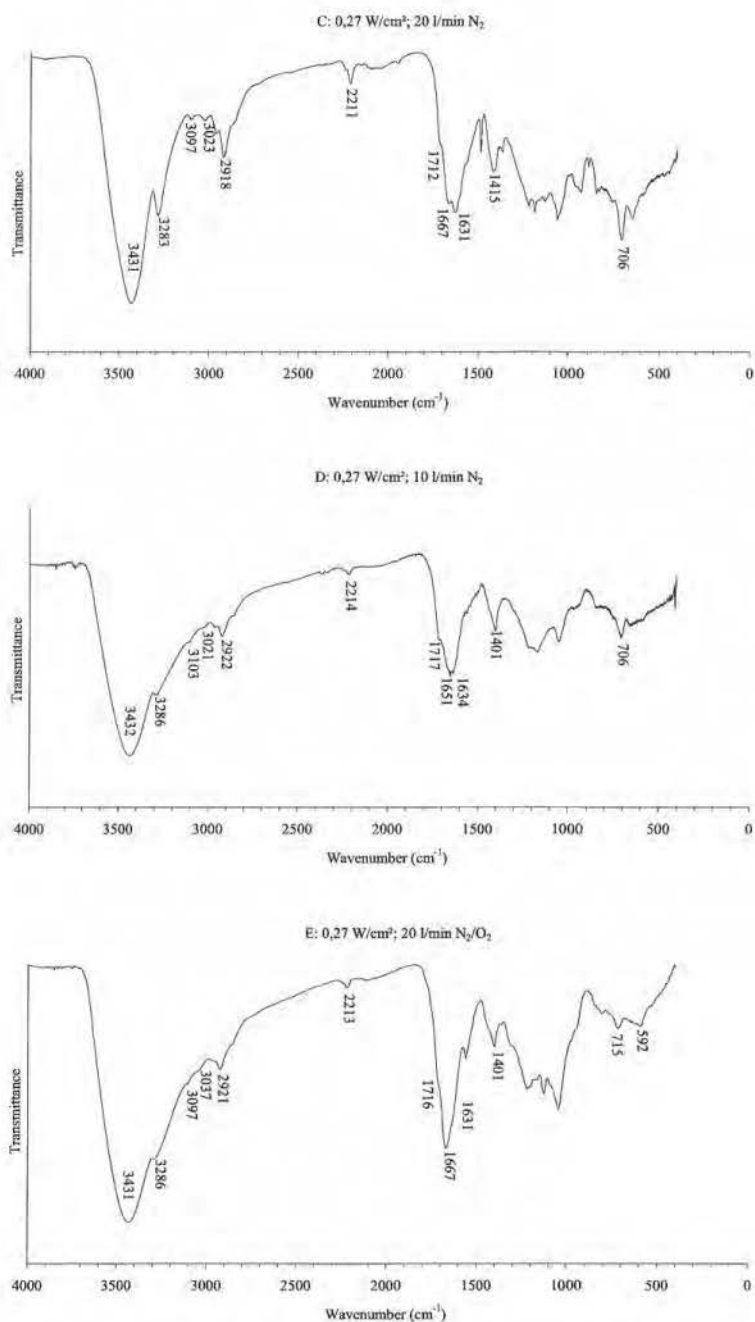 C: 0,27 W/cm²; 20 l/min N₂
Transmittance
3431
3283
3097
3023
2918
2211
1712
1667
1631
1415
706
4000 3500 3000 2500 2000 1500 1000 500 0
Wavenumber (cm⁻¹)
D: 0,27 W/cm²; 10 l/min N₂
Transmittance
3432
3286
3103
3021
2922
2214
1717
1651
1634
1401
706
4000 3500 3000 2500 2000 1500 1000 500 0
Wavenumber (cm⁻¹)
E: 0,27 W/cm²; 20 l/min N₂/O₂
Transmittance
3431
3286
3097
3037
2921
2213
1716
1667
1631
1401
715
592
4000 3500 3000 2500 2000 1500 1000 500 0
Wavenumber (cm⁻¹)